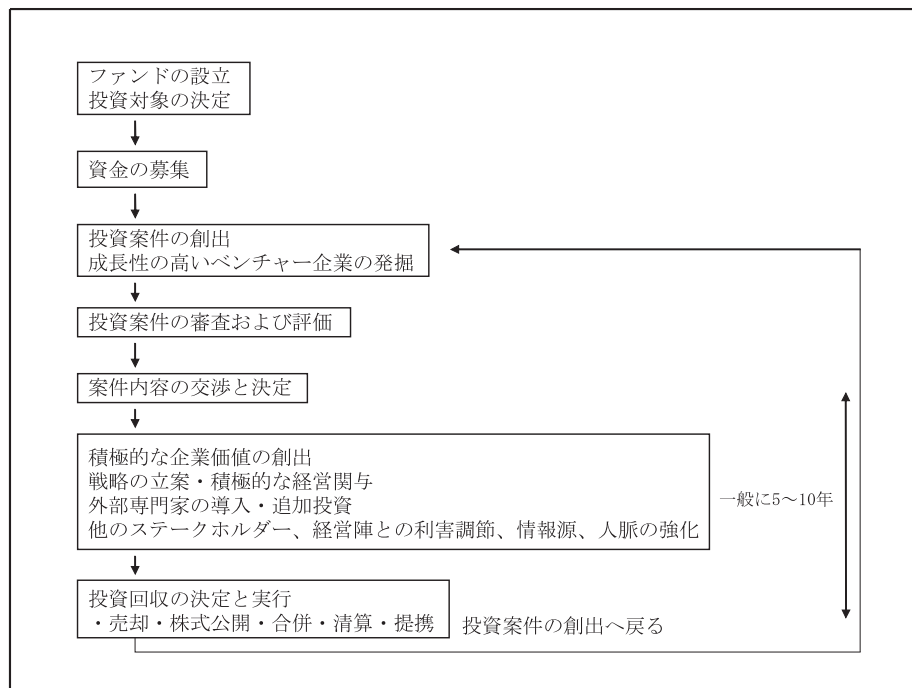 ファンドの設立
投資対象の決定
資金の募集
投資案件の創出
成長性の高いベンチャー企業の発掘
投資案件の審査および評価
案件内容の交渉と決定
積極的な企業価値の創出
戦略の立案・積極的な経営関与
外部専門家の導入・追加投資
他のステークホルダー、経営陣との利害調節、情報源、人脈の強化
一般に5〜10年
投資回収の決定と実行
・売却・株式公開・合併・清算・提携
投資案件の創出へ戻る